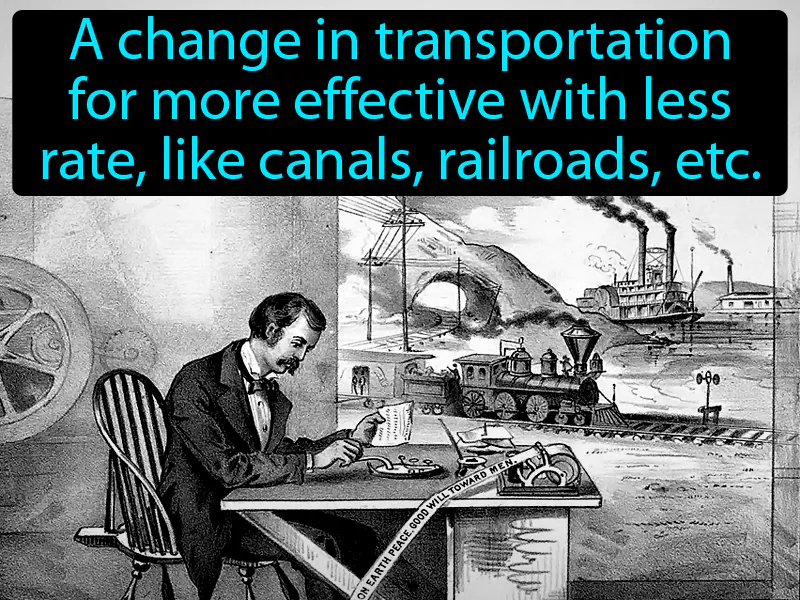 A change in transportation
for more effective with less
rate, like canals, railroads, etc.
ON EARTH PEACE, GOOD WILL TOWARD MEN.